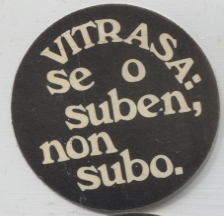 VITRASA:
se o
suben,
non
subo.